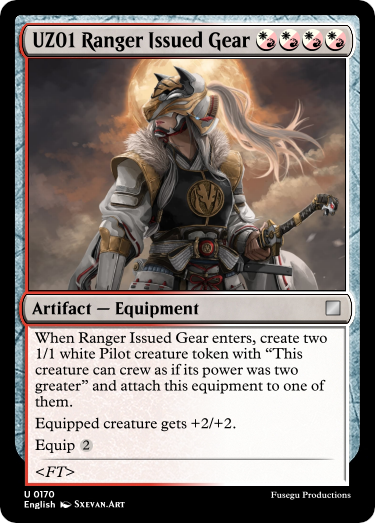 UZ01 Ranger Issued Gear
Artifact — Equipment
When Ranger Issued Gear enters, create two
1/1 white Pilot creature token with “This
creature can crew as if its power was two
greater” and attach this equipment to one of
them.
Equipped creature gets +2/+2.
Equip 2
<FT>
U 0170
Fusegu Productions
English Sxevan.Art